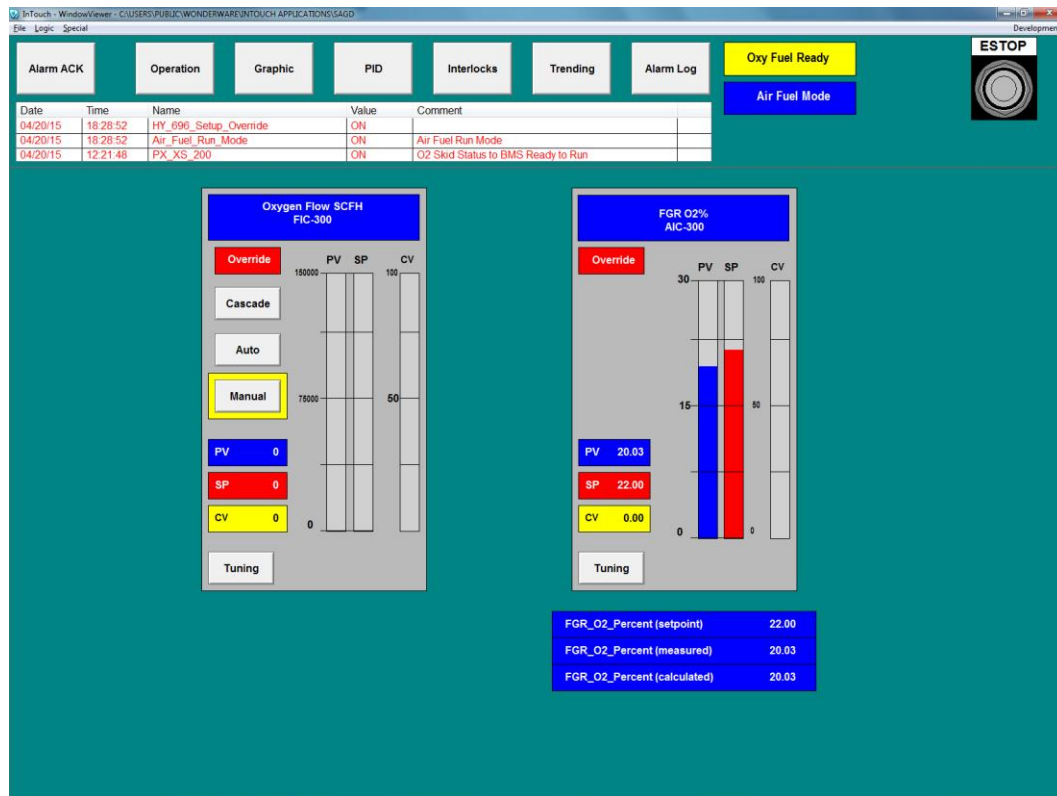 InTouch - WindowViewer - C:\USERS\PUBLIC\WONDERWARE\INTOUCH APPLICATIONS\SAGD
File Logic Special
Developmen
Alarm ACK Operation Graphic PID Interlocks Trending Alarm Log
Oxy Fuel Ready
Air Fuel Mode
ESTOP
Date Time Name Value Comment
04/20/15 18:28:52 HY_696_Setup_Override ON
04/20/15 18:28:52 Air_Fuel_Run_Mode ON Air Fuel Run Mode
04/20/15 12:21:48 PX_XS_200 ON O2 Skid Status to BMS Ready to Run
Oxygen Flow SCFH
FIC-300
Override
PV SP CV
150000 100
Cascade
Auto
Manual
75000 50
PV 0
SP 0
CV 0
0
Tuning
FGR O2%
AIC-300
Override
PV SP CV
30 100
15 50
PV 20.03
SP 22.00
CV 0.00
0 0
Tuning
FGR_O2_Percent (setpoint) 22.00
FGR_O2_Percent (measured) 20.03
FGR_O2_Percent (calculated) 20.03